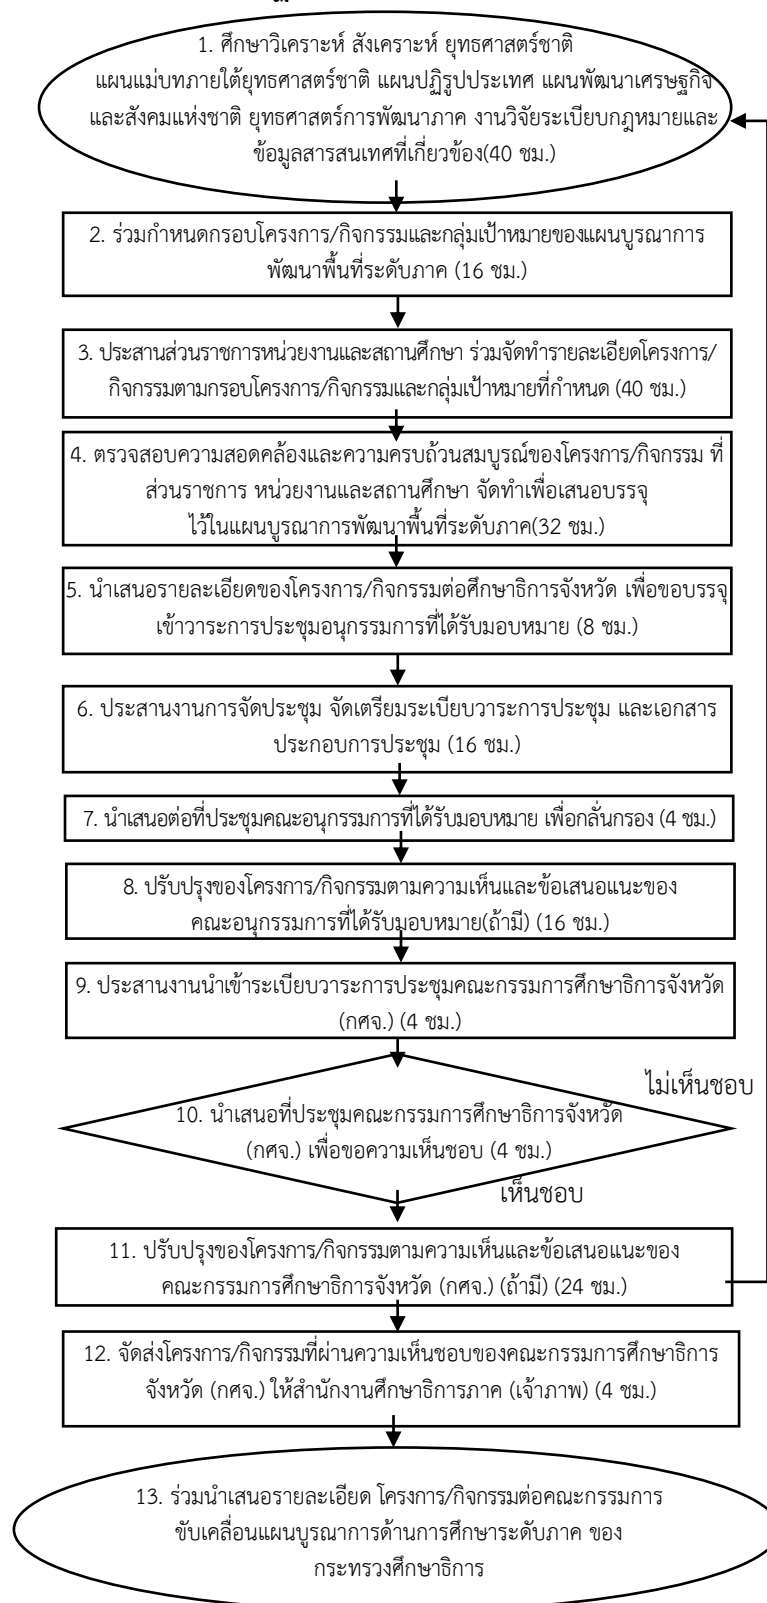 1. ศึกษาวิเคราะห์ สังเคราะห์ ยุทธศาสตร์ชาติ
แผนแม่บทภายใต้ยุทธศาสตร์ชาติ แผนปฏิรูปประเทศ แผนพัฒนาเศรษฐกิจ
และสังคมแห่งชาติ ยุทธศาสตร์การพัฒนาภาค งานวิจัยระเบียบกฎหมายและ
ข้อมูลสารสนเทศที่เกี่ยวข้อง(40 ชม.)
2. ร่วมกำหนดกรอบโครงการ/กิจกรรมและกลุ่มเป้าหมายของแผนบูรณาการ
พัฒนาพื้นที่ระดับภาค (16 ชม.)
3. ประสานส่วนราชการหน่วยงานและสถานศึกษา ร่วมจัดทำรายละเอียดโครงการ/
กิจกรรมตามกรอบโครงการ/กิจกรรมและกลุ่มเป้าหมายที่กำหนด (40 ชม.)
4. ตรวจสอบความสอดคล้องและความครบถ้วนสมบูรณ์ของโครงการ/กิจกรรม ที่
ส่วนราชการ หน่วยงานและสถานศึกษา จัดทำเพื่อเสนอบรรจุ
ไว้ในแผนบูรณาการพัฒนาพื้นที่ระดับภาค(32 ชม.)
5. นำเสนอรายละเอียดของโครงการ/กิจกรรมต่อศึกษาธิการจังหวัด เพื่อขอบรรจุ
เข้าวาระการประชุมอนุกรรมการที่ได้รับมอบหมาย (8 ชม.)
6. ประสานงานการจัดประชุม จัดเตรียมระเบียบวาระการประชุม และเอกสาร
ประกอบการประชุม (16 ชม.)
7. นำเสนอต่อที่ประชุมคณะอนุกรรมการที่ได้รับมอบหมาย เพื่อกลั่นกรอง (4 ชม.)
8. ปรับปรุงของโครงการ/กิจกรรมตามความเห็นและข้อเสนอแนะของ
คณะอนุกรรมการที่ได้รับมอบหมาย(ถ้ามี) (16 ชม.)
9. ประสานงานนำเข้าระเบียบวาระการประชุมคณะกรรมการศึกษาธิการจังหวัด
(กศจ.) (4 ชม.)
ไม่เห็นชอบ
10. นำเสนอที่ประชุมคณะกรรมการศึกษาธิการจังหวัด
(กศจ.) เพื่อขอความเห็นชอบ (4 ชม.)
เห็นชอบ
11. ปรับปรุงของโครงการ/กิจกรรมตามความเห็นและข้อเสนอแนะของ
คณะกรรมการศึกษาธิการจังหวัด (กศจ.) (ถ้ามี) (24 ชม.)
12. จัดส่งโครงการ/กิจกรรมที่ผ่านความเห็นชอบของคณะกรรมการศึกษาธิการ
จังหวัด (กศจ.) ให้สำนักงานศึกษาธิการภาค (เจ้าภาพ) (4 ชม.)
13. ร่วมนำเสนอรายละเอียด โครงการ/กิจกรรมต่อคณะกรรมการ
ขับเคลื่อนแผนบูรณาการด้านการศึกษาระดับภาค ของ
กระทรวงศึกษาธิการ